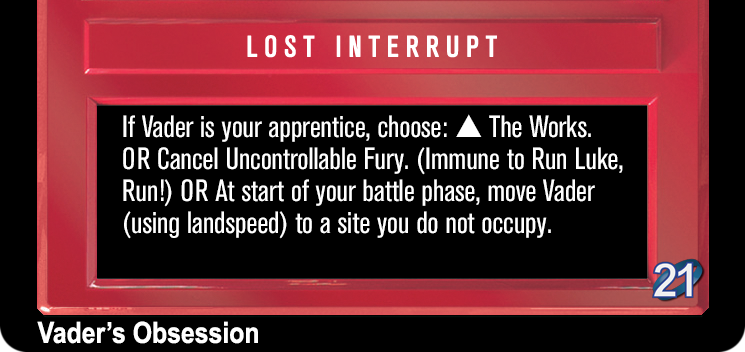 LOST INTERRUPT
If Vader is your apprentice, choose: ▲ The Works.
OR Cancel Uncontrollable Fury. (Immune to Run Luke,
Run!) OR At start of your battle phase, move Vader
(using landspeed) to a site you do not occupy.
21
Vader's Obsession